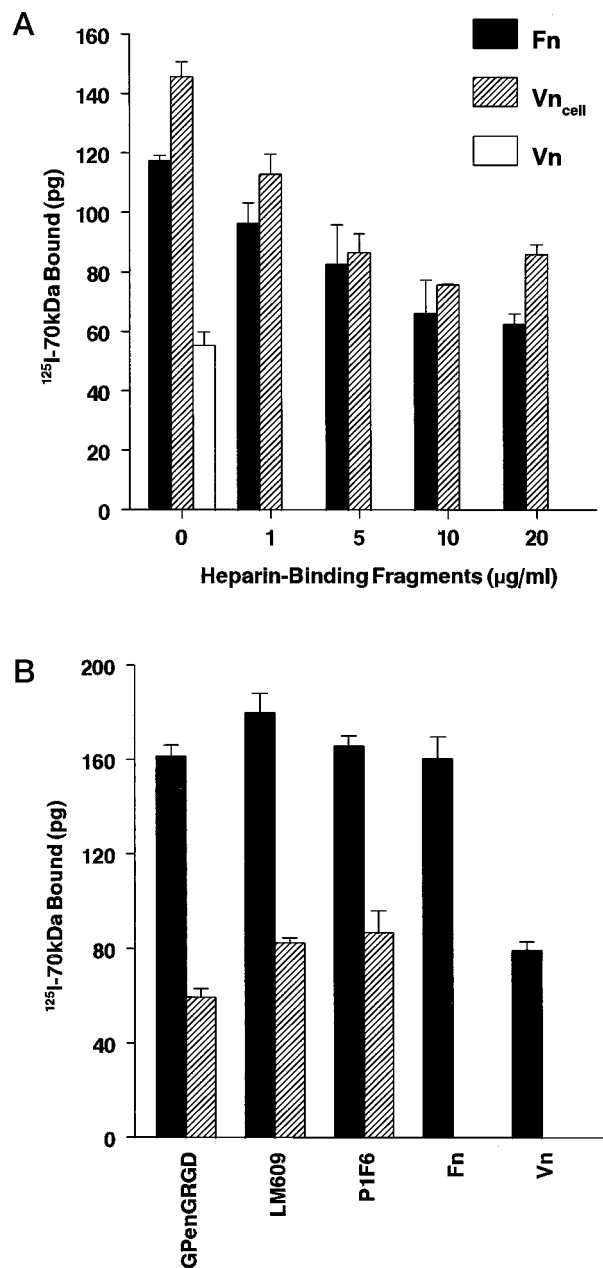 A
160
140
120
100
80
60
40
20
0
¹²⁵I-70kDa Bound (pg)
Fn
Vn_cell
Vn
0 1 5 10 20
Heparin-Binding Fragments (µg/ml)
B
200
160
120
80
40
0
¹²⁵I-70kDa Bound (pg)
GPenGRGD
LM609
P1F6
Fn
Vn